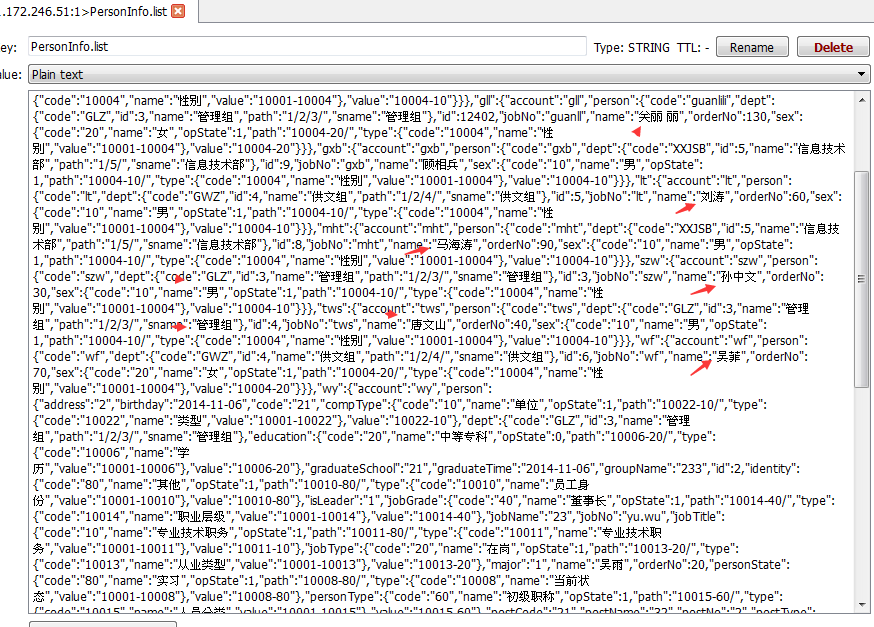 .172.246.51:1>PersonInfo.list
ey: PersonInfo.list Type: STRING TTL: - Rename Delete
alue: Plain text
{"code":"10004","name":"性别","value":"10001-10004"},"value":"10004-10"}}},"gll":{"account":"gll","person":{"code":"guanlili","dept":
{"code":"GLZ","id":3,"name":"管理组","path":"1/2/3/","sname":"管理组"},"id":12402,"jobNo":"guanll","name":"关丽 丽","orderNo":130,"sex":
{"code":"20","name":"女","opState":1,"path":"10004-20/","type":{"code":"10004","name":"性
别","value":"10001-10004"},"value":"10004-20"}}},"gxb":{"account":"gxb","person":{"code":"gxb","dept":{"code":"XXJSB","id":5,"name":"信息技术
部","path":"1/5/","sname":"信息技术部"},"id":9,"jobNo":"gxb","name":"顾相兵","sex":{"code":"10","name":"男","opState":
1,"path":"10004-10/","type":{"code":"10004","name":"性别","value":"10001-10004"},"value":"10004-10"}}},"lt":{"account":"lt","person":
{"code":"lt","dept":{"code":"GWZ","id":4,"name":"供文组","path":"1/2/4/","sname":"供文组"},"id":5,"jobNo":"lt","name":"刘涛","orderNo":60,"sex":
{"code":"10","name":"男","opState":1,"path":"10004-10/","type":{"code":"10004","name":"性
别","value":"10001-10004"},"value":"10004-10"}}},"mht":{"account":"mht","person":{"code":"mht","dept":{"code":"XXJSB","id":5,"name":"信息技
术部","path":"1/5/","sname":"信息技术部"},"id":8,"jobNo":"mht","name":"马海涛","orderNo":90,"sex":{"code":"10","name":"男","opState":
1,"path":"10004-10/","type":{"code":"10004","name":"性别","value":"10001-10004"},"value":"10004-10"}}},"szw":{"account":"szw","person":
{"code":"szw","dept":{"code":"GLZ","id":3,"name":"管理组","path":"1/2/3/","sname":"管理组"},"id":3,"jobNo":"szw","name":"孙中文","orderNo":
30,"sex":{"code":"10","name":"男","opState":1,"path":"10004-10/","type":{"code":"10004","name":"性
别","value":"10001-10004"},"value":"10004-10"}}},"tws":{"account":"tws","person":{"code":"tws","dept":{"code":"GLZ","id":3,"name":"管理
组","path":"1/2/3/","sname":"管理组"},"id":4,"jobNo":"tws","name":"唐文山","orderNo":40,"sex":{"code":"10","name":"男","opState":
1,"path":"10004-10/","type":{"code":"10004","name":"性别","value":"10001-10004"},"value":"10004-10"}}},"wf":{"account":"wf","person":
{"code":"wf","dept":{"code":"GWZ","id":4,"name":"供文组","path":"1/2/4/","sname":"供文组"},"id":6,"jobNo":"wf","name":"吴菲","orderNo":
70,"sex":{"code":"20","name":"女","opState":1,"path":"10004-20/","type":{"code":"10004","name":"性
别","value":"10001-10004"},"value":"10004-20"}}},"wy":{"account":"wy","person":
{"address":"2","birthday":"2014-11-06","code":"21","compType":{"code":"10","name":"单位","opState":1,"path":"10022-10/","type":
{"code":"10022","name":"类型","value":"10001-10022"},"value":"10022-10"},"dept":{"code":"GLZ","id":3,"name":"管理
组","path":"1/2/3/","sname":"管理组"},"education":{"code":"20","name":"中等专科","opState":0,"path":"10006-20/","type":
{"code":"10006","name":"学
历","value":"10001-10006"},"value":"10006-20"},"graduateSchool":"21","graduateTime":"2014-11-06","groupName":"233","id":2,"identity":
{"code":"80","name":"其他","opState":1,"path":"10010-80/","type":{"code":"10010","name":"员工身
份","value":"10001-10010"},"value":"10010-80"},"isLeader":"1","jobGrade":{"code":"40","name":"董事长","opState":1,"path":"10014-40/","type":
{"code":"10014","name":"职业层级","value":"10001-10014"},"value":"10014-40"},"jobName":"23","jobNo":"yu.wu","jobTitle":
{"code":"10","name":"专业技术职务","opState":1,"path":"10011-80/","type":{"code":"10011","name":"专业技术职
务","value":"10001-10011"},"value":"10011-10"},"jobType":{"code":"20","name":"在岗","opState":1,"path":"10013-20/","type":
{"code":"10013","name":"从业类型","value":"10001-10013"},"value":"10013-20"},"major":"1","name":"吴雨","orderNo":20,"personState":
{"code":"80","name":"实习","opState":1,"path":"10008-80/","type":{"code":"10008","name":"当前状
态","value":"10001-10008"},"value":"10008-80"},"personType":{"code":"60","name":"初级职称","opState":1,"path":"10015-60/","type":
{"code":"10015","name":"人员分类","value":"10001-10015"},"value":"10015-60"},"postCode":"21","postName":"22","postNo":"2","postType":